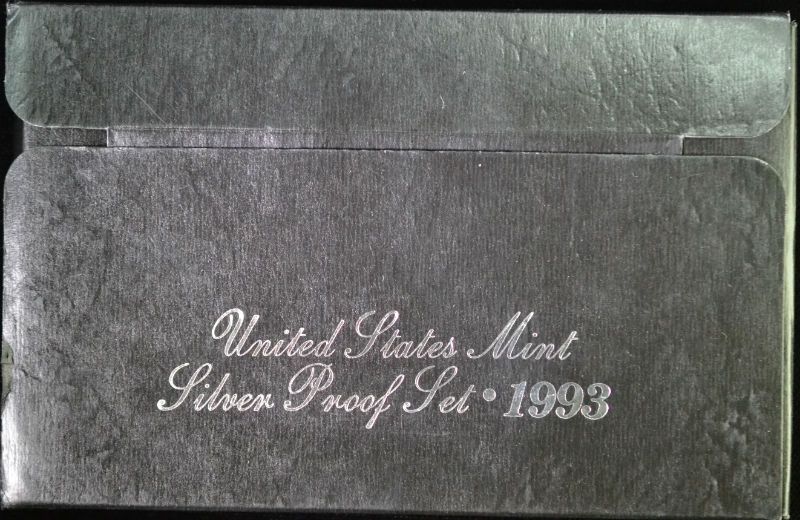 United States Mint
Silver Proof Set • 1993